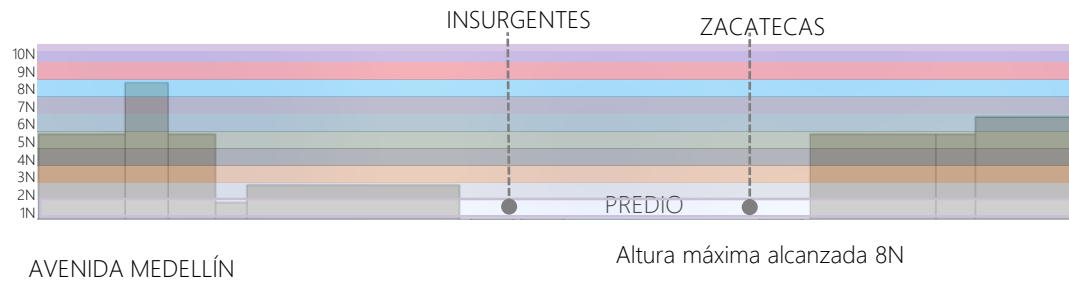 INSURGENTES
ZACATECAS
10N
9N
8N
7N
6N
5N
4N
3N
2N
1N
PREDIO
Altura máxima alcanzada 8N
AVENIDA MEDELLÍN